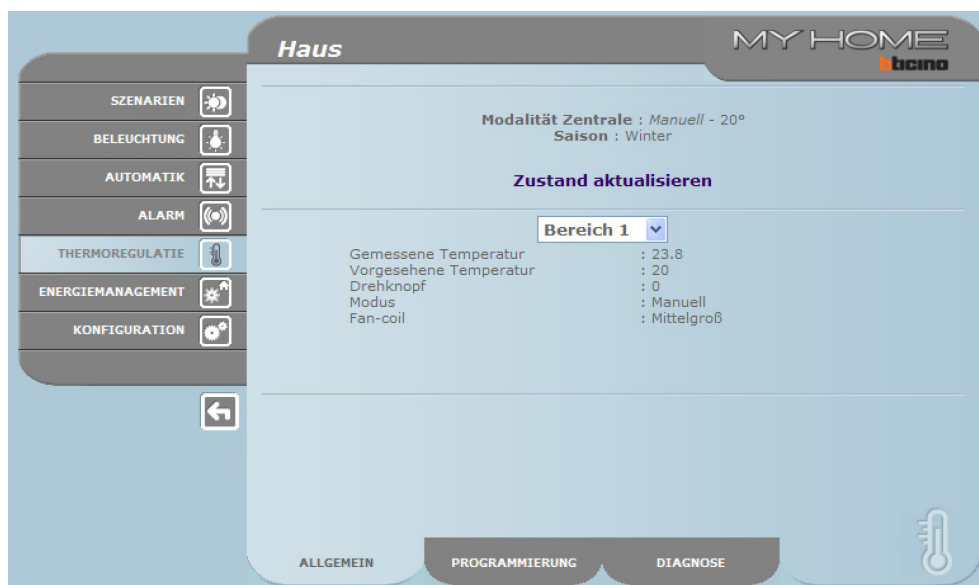 Haus
MY HOME
bticino
SZENARIEN
BELEUCHTUNG
AUTOMATIK
ALARM
THERMOREGULATIE
ENERGIEMANAGEMENT
KONFIGURATION
Modalität Zentrale : Manuell - 20°
Saison : Winter
Zustand aktualisieren
Bereich 1
Gemessene Temperatur : 23.8
Vorgesehene Temperatur : 20
Drehknopf : 0
Modus : Manuell
Fan-coil : Mittelgroß
ALLGEMEIN
PROGRAMMIERUNG
DIAGNOSE